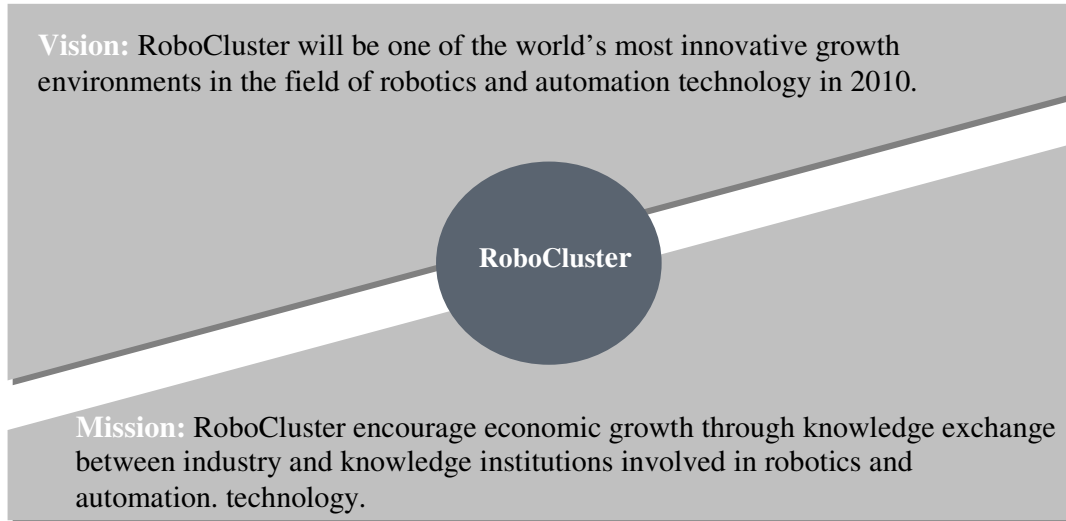 Vision: RoboCluster will be one of the world’s most innovative growth
environments in the field of robotics and automation technology in 2010.
RoboCluster
Mission: RoboCluster encourage economic growth through knowledge exchange
between industry and knowledge institutions involved in robotics and
automation. technology.